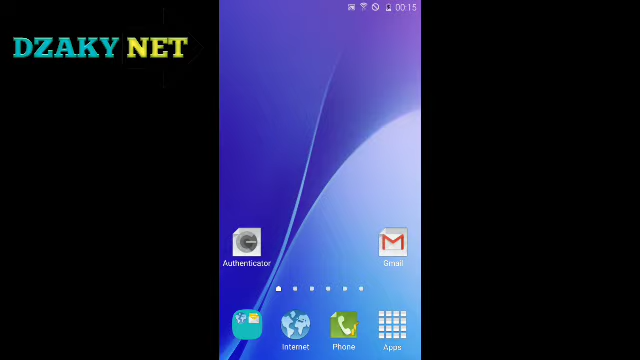 DZAKY NET
00:15
Authenticator
Gmail
Internet
Phone
Apps